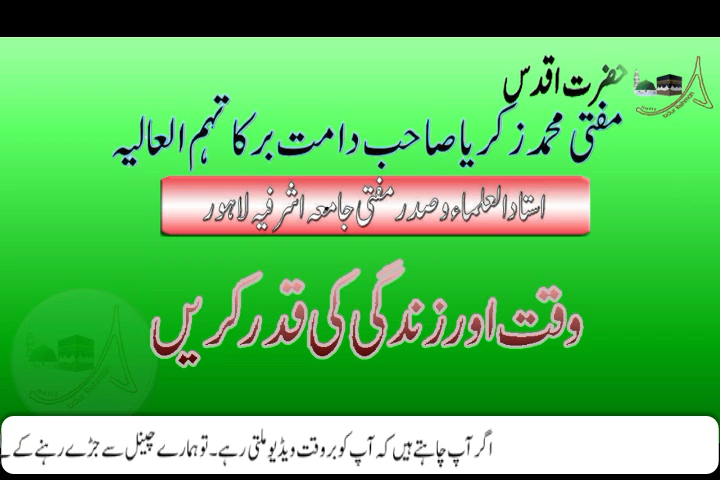 حضرت اقدس
مفتی محمد زکریا صاحب دامت برکاتہم العالیہ
استاد العلماء و صدر مفتی جامعہ اشرفیہ لاہور
وقت اور زندگی کی قدر کریں
اگر آپ چاہتے ہیں کہ آپ کو بروقت ویڈیو ملتی رہے۔ تو ہمارے چینل سے جڑے رہنے کے